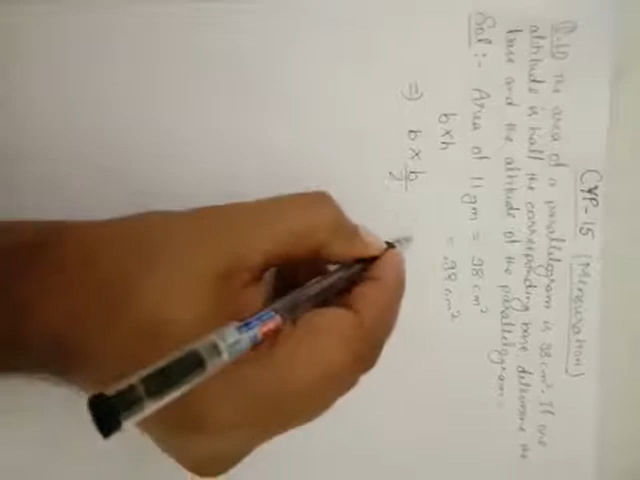 CYP-15 (Mensuration)
Q.10 The area of a parallelogram is 98 cm². If one
altitude is half the corresponding base determine the
base and the altitude of the parallelogram.
Sol :- Area of ||gm = 98 cm²
b×h = 98 cm²
⇒ b × b/2